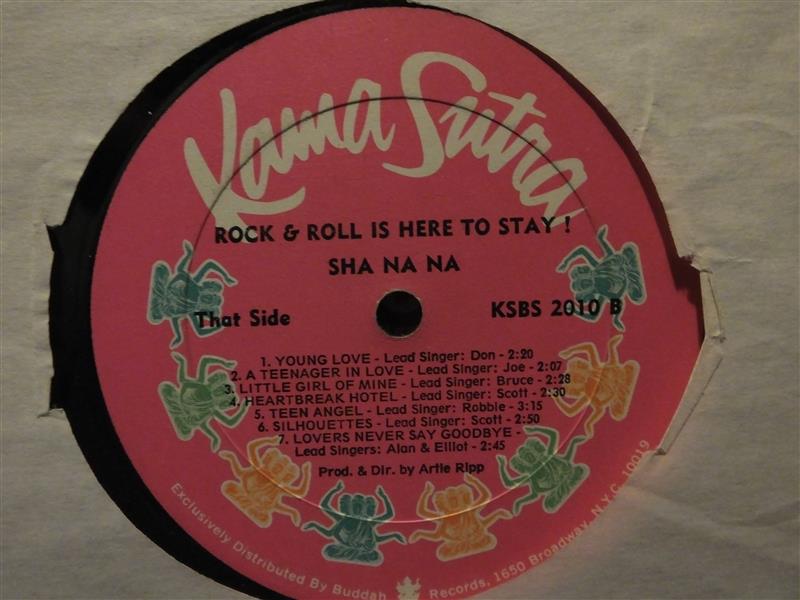 Kama Sutra
ROCK & ROLL IS HERE TO STAY !
SHA NA NA
That Side
KSBS 2010 B
1. YOUNG LOVE - Lead Singer: Don - 2:20
2. A TEENAGER IN LOVE - Lead Singer: Joe - 2:07
3. LITTLE GIRL OF MINE - Lead Singer: Bruce - 2:28
4. HEARTBREAK HOTEL - Lead Singer: Scott - 2:30
5. TEEN ANGEL - Lead Singer: Robbie - 3:15
6. SILHOUETTES - Lead Singer: Scott - 2:50
7. LOVERS NEVER SAY GOODBYE -
Lead Singers: Alan & Elliot - 2:45
Prod. & Dir. by Artie Ripp
Exclusively Distributed By Buddah Records, 1650 Broadway, N.Y.C. 10019